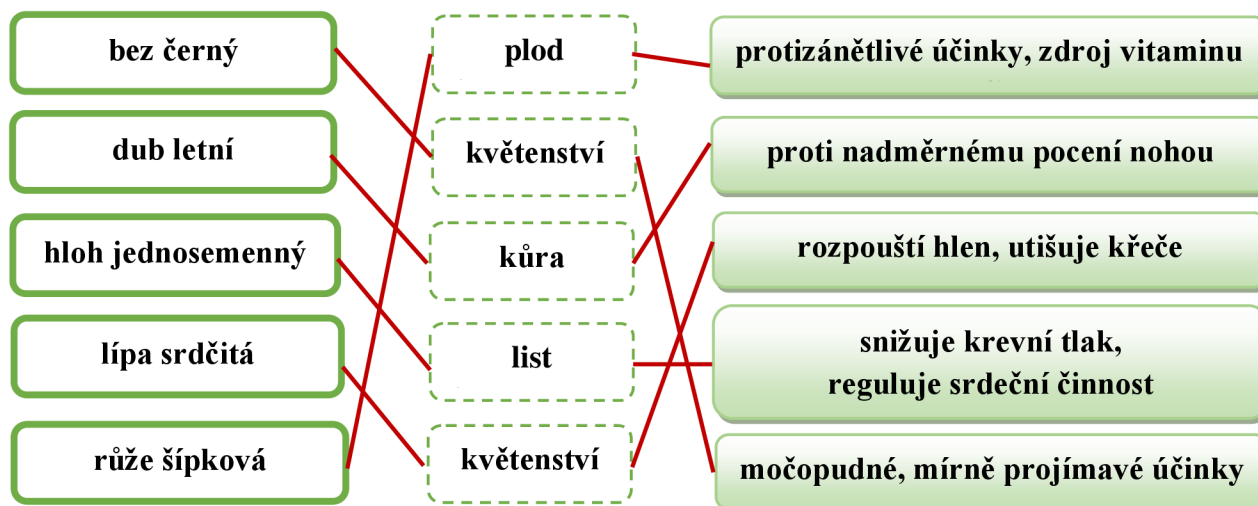 bez černý
plod
protizánětlivé účinky, zdroj vitaminu
dub letní
květenství
proti nadměrnému pocení nohou
hloh jednosemenný
kůra
rozpouští hlen, utišuje křeče
lípa srdčitá
list
snižuje krevní tlak,
reguluje srdeční činnost
růže šípková
květenství
močopudné, mírně projímavé účinky